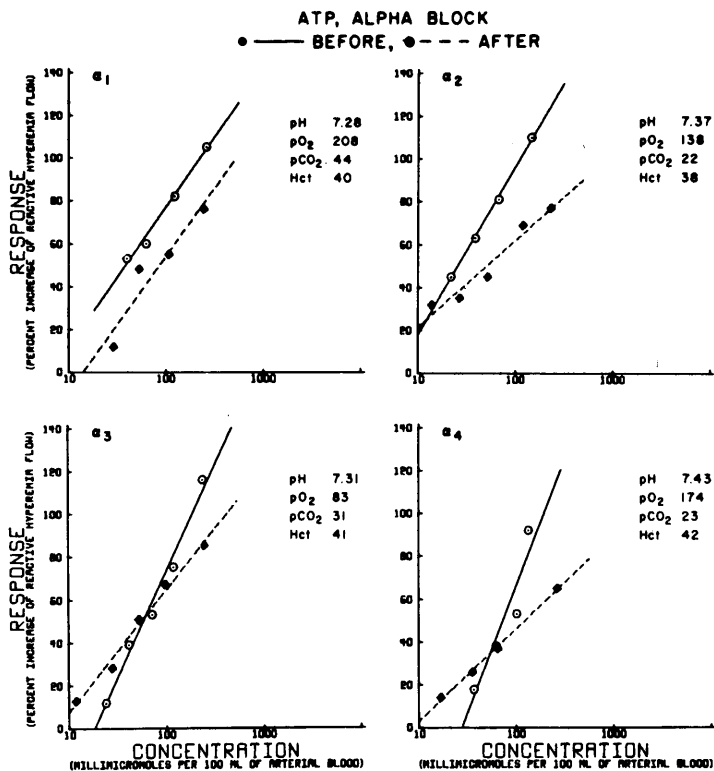 ATP, ALPHA BLOCK
BEFORE, AFTER
α1
140
120
100
80
60
40
20
0
10 100 1000
pH 7.28
pO2 208
pCO2 44
Hct 40
RESPONSE
(PERCENT INCREASE OF REACTIVE HYPEREMIA FLOW)
α2
140
120
100
80
60
40
20
0
10 100 1000
pH 7.37
pO2 138
pCO2 22
Hct 38
α3
140
120
100
80
60
40
20
0
10 100 1000
pH 7.31
pO2 83
pCO2 31
Hct 41
RESPONSE
(PERCENT INCREASE OF REACTIVE HYPEREMIA FLOW)
CONCENTRATION
(MILLIMICROMOLES PER 100 ML OF ARTERIAL BLOOD)
α4
140
120
100
80
60
40
20
0
10 100 1000
pH 7.43
pO2 174
pCO2 23
Hct 42
CONCENTRATION
(MILLIMICROMOLES PER 100 ML OF ARTERIAL BLOOD)